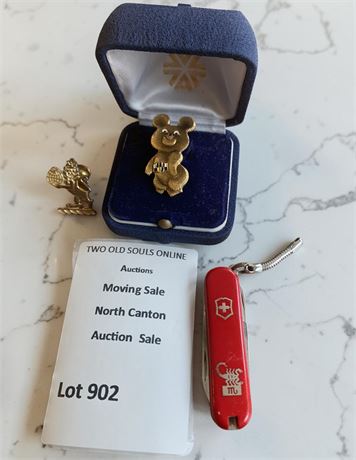 TWO OLD SOULS ONLINE
Auctions
Moving Sale
North Canton
Auction Sale
Lot 902